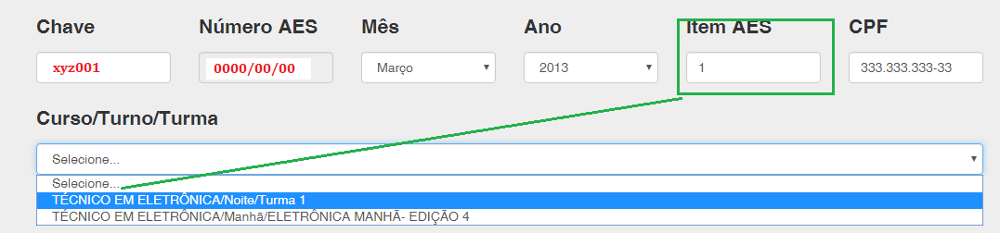 Chave Número AES Mês Ano Item AES CPF
xyz001 0000/00/00 Março 2013 1 333.333.333-33
Curso/Turno/Turma
Selecione...
Selecione...
TÉCNICO EM ELETRÔNICA/Noite/Turma 1
TÉCNICO EM ELETRÔNICA/Manhã/ELETRÔNICA MANHÃ- EDIÇÃO 4